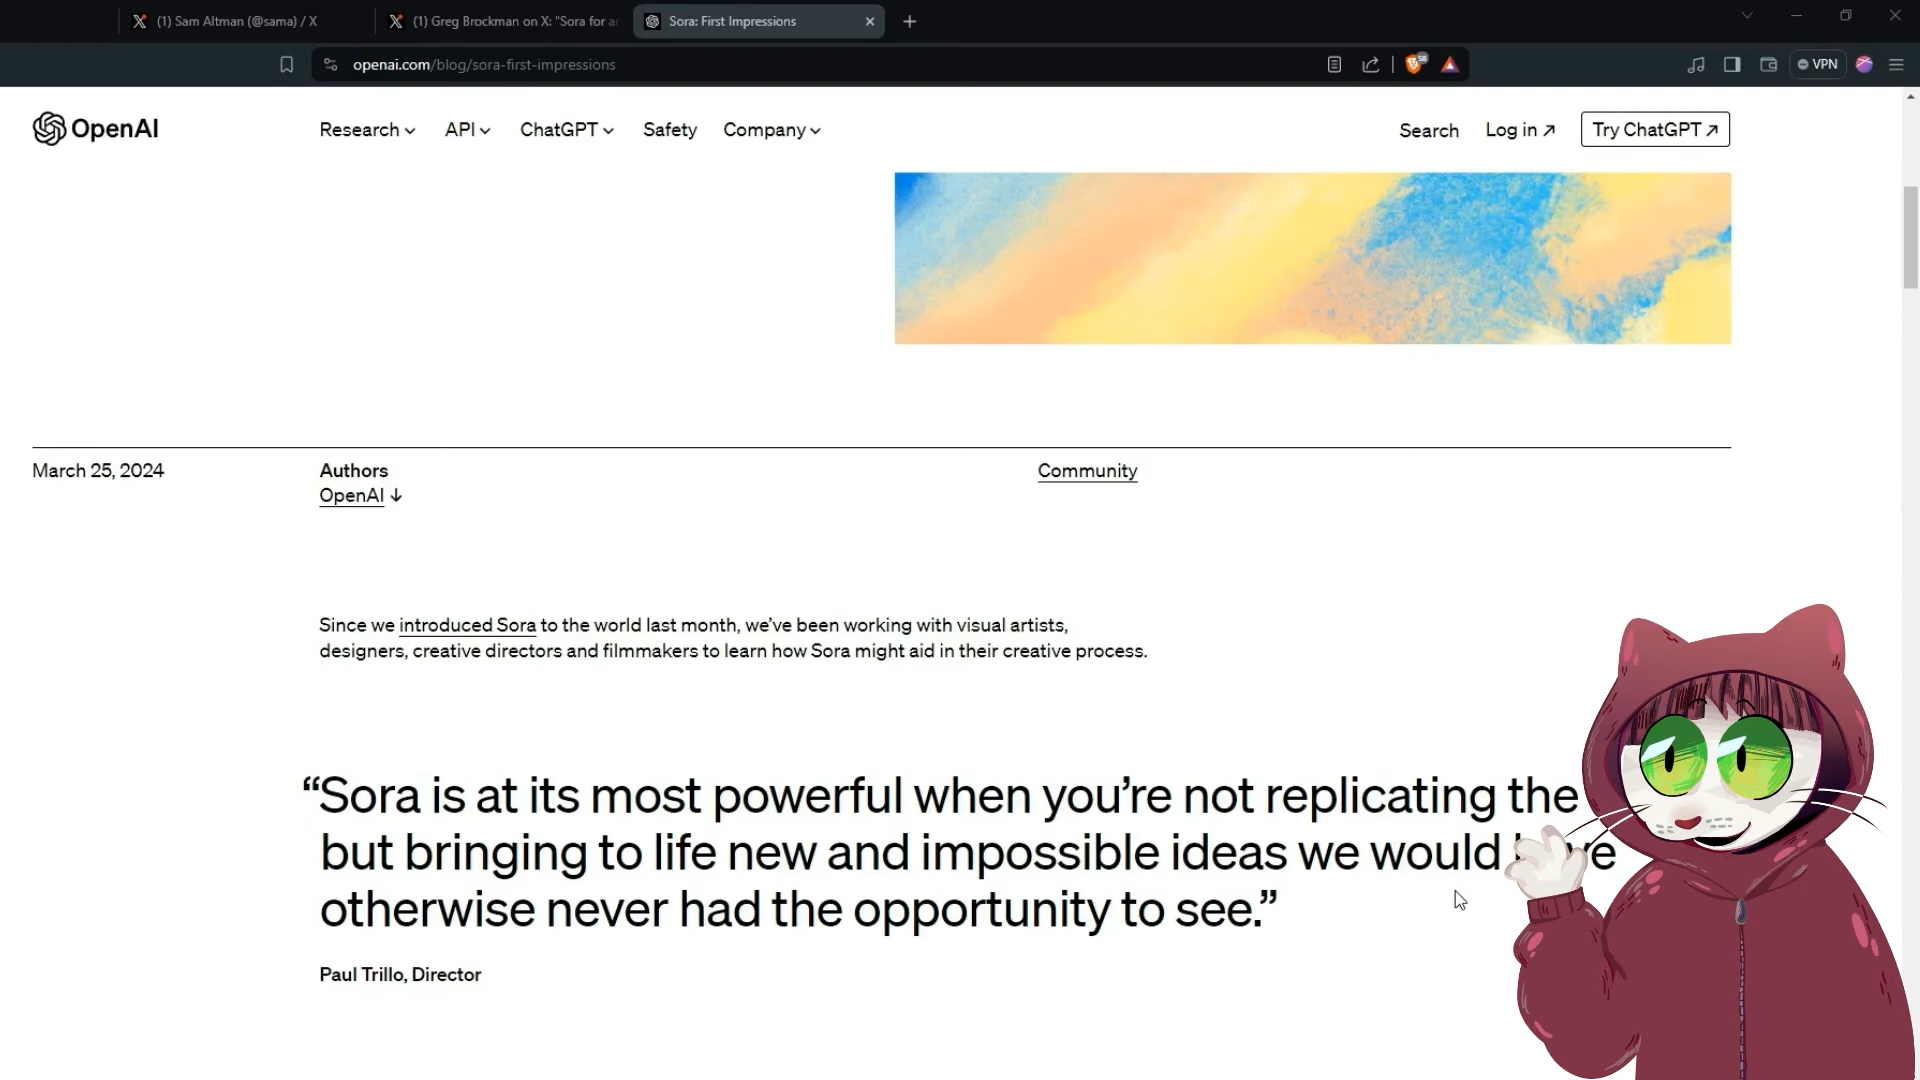 (1) Sam Altman (@sama) / X
(1) Greg Brockman on X: "Sora for
Sora: First Impressions
openai.com/blog/sora-first-impressions
VPN
OpenAI
Research
API
ChatGPT
Safety
Company
Search
Log in
Try ChatGPT
March 25, 2024
Authors
OpenAI
Community
Since we introduced Sora to the world last month, we’ve been working with visual artists,
designers, creative directors and filmmakers to learn how Sora might aid in their creative process.
“Sora is at its most powerful when you’re not replicating the
but bringing to life new and impossible ideas we would
otherwise never had the opportunity to see.”
Paul Trillo, Director